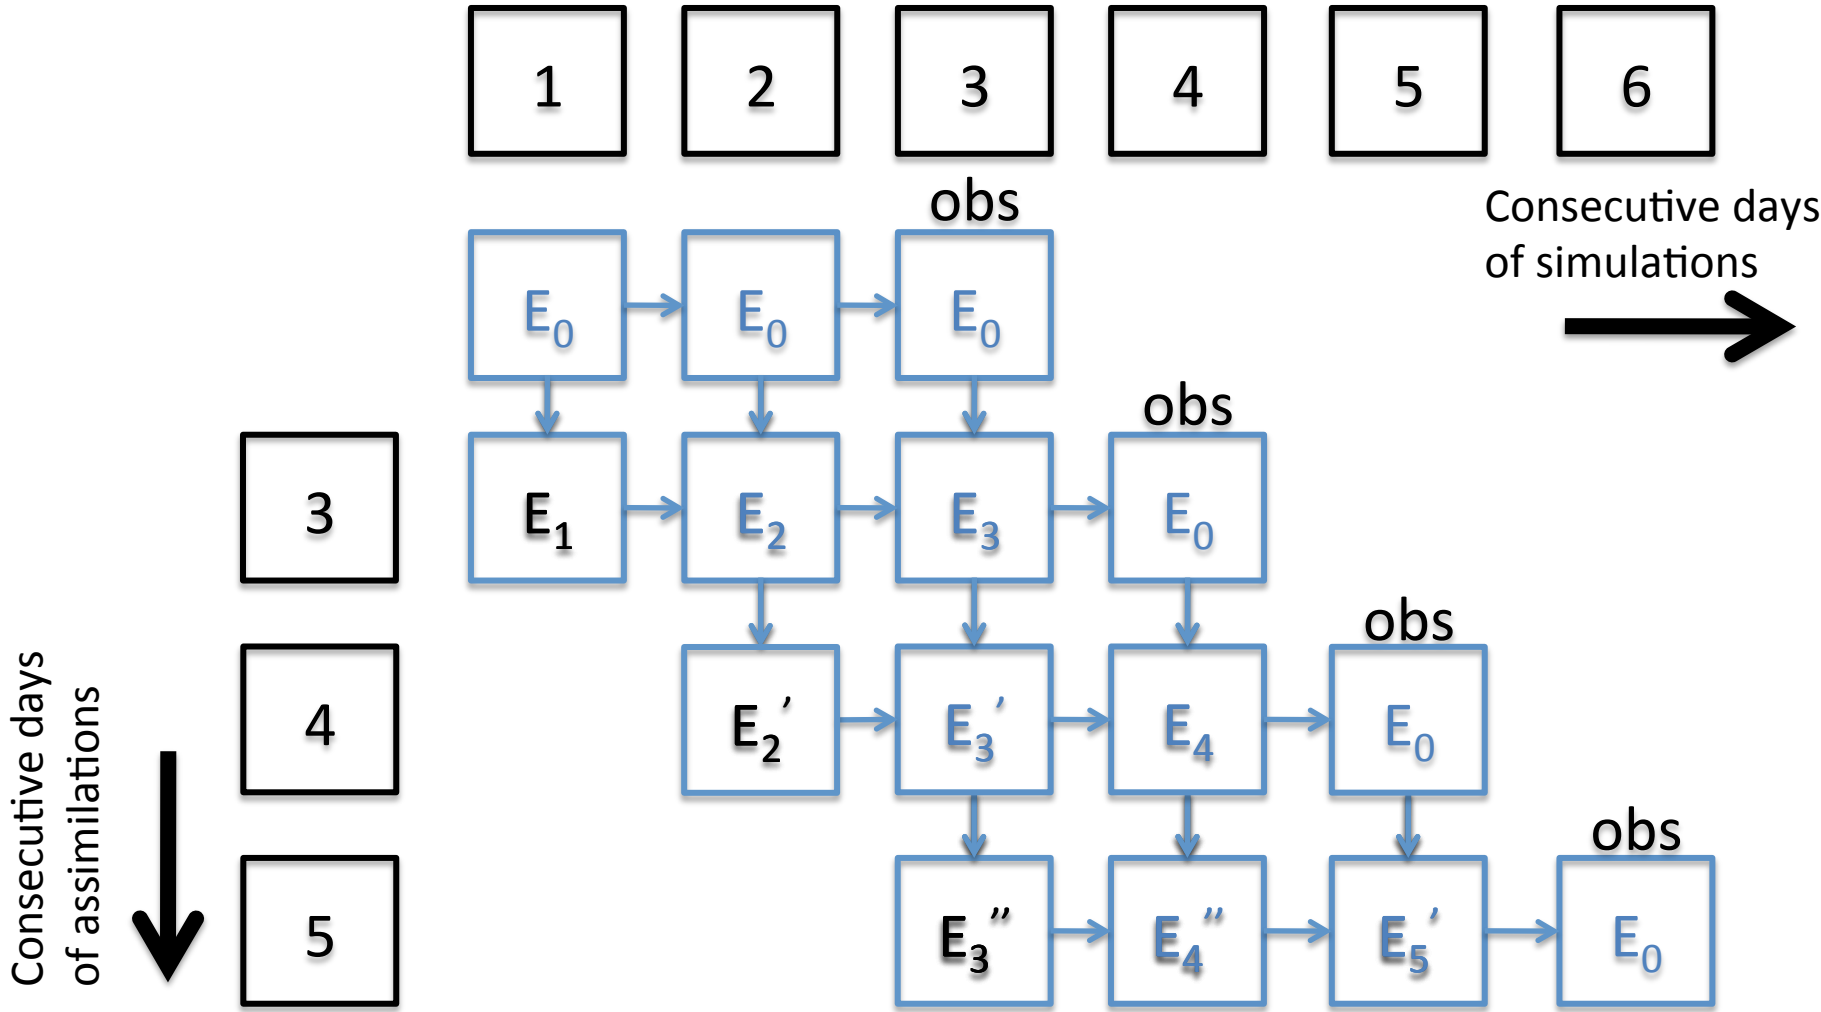 1 2 3 4 5 6
obs
Consecutive days
of simulations
E₀ E₀ E₀
obs
3 E₁ E₂ E₃ E₀
obs
Consecutive days
of assimilations
4 E₂’ E₃’ E₄ E₀
obs
5 E₃’’ E₄’’ E₅’ E₀